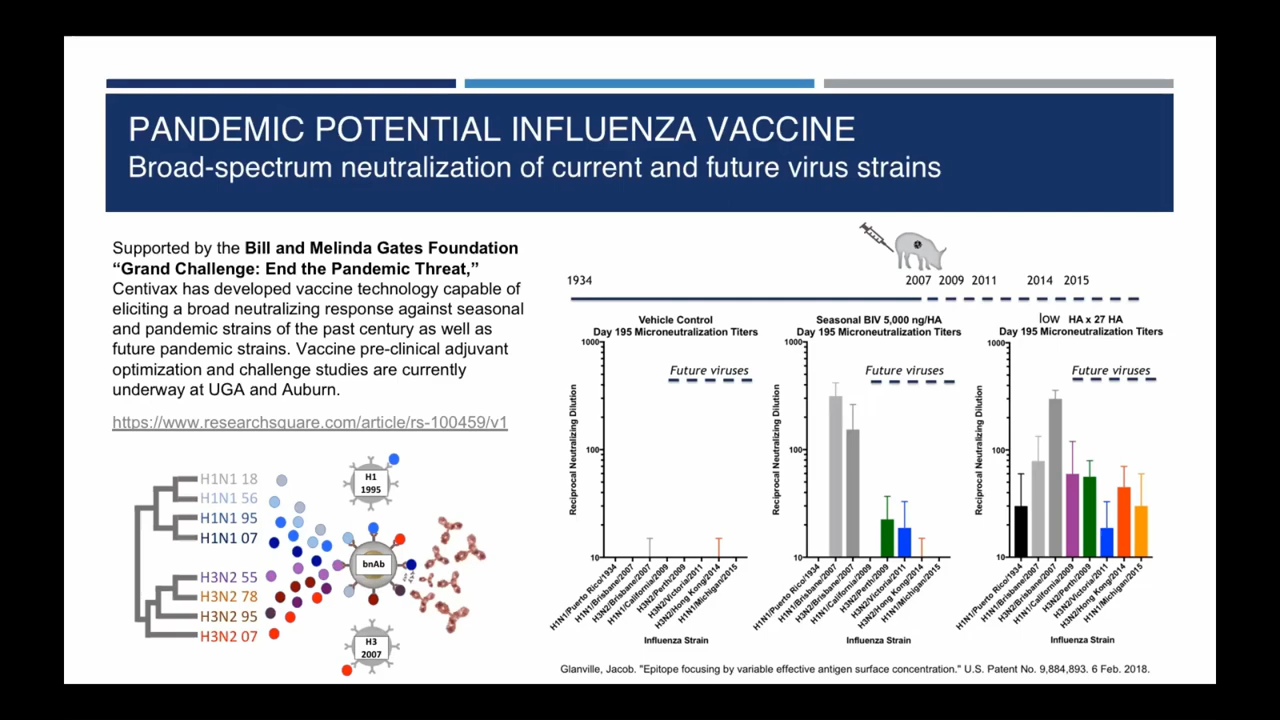 PANDEMIC POTENTIAL INFLUENZA VACCINE
Broad-spectrum neutralization of current and future virus strains
Supported by the Bill and Melinda Gates Foundation
“Grand Challenge: End the Pandemic Threat,”
Centivax has developed vaccine technology capable of
eliciting a broad neutralizing response against seasonal
and pandemic strains of the past century as well as
future pandemic strains. Vaccine pre-clinical adjuvant
optimization and challenge studies are currently
underway at UGA and Auburn.
https://www.researchsquare.com/article/rs-100459/v1
H1N1 18
H1N1 56
H1N1 95
H1N1 07
H3N2 55
H3N2 78
H3N2 95
H3N2 07
H1
1995
bnAb
H3
2007
1934
2007
2009
2011
2014
2015
Vehicle Control
Day 195 Microneutralization Titers
1000
100
10
Reciprocal Neutralizing Dilution
Future viruses
H1N1/Puerto Rico/1934
H1N1/Brisbane/2007
H3N2/Brisbane/2007
H1N1/California/2009
H3N2/Perth/2009
H3N2/Victoria/2011
H3N2/Hong Kong/2014
H1N1/Michigan/2015
Influenza Strain
Seasonal BIV 5,000 ng/HA
Day 195 Microneutralization Titers
1000
100
10
Reciprocal Neutralizing Dilution
Future viruses
H1N1/Puerto Rico/1934
H1N1/Brisbane/2007
H3N2/Brisbane/2007
H1N1/California/2009
H3N2/Perth/2009
H3N2/Victoria/2011
H3N2/Hong Kong/2014
H1N1/Michigan/2015
Influenza Strain
low HA x 27 HA
Day 195 Microneutralization Titers
1000
100
10
Reciprocal Neutralizing Dilution
Future viruses
H1N1/Puerto Rico/1934
H1N1/Brisbane/2007
H3N2/Brisbane/2007
H1N1/California/2009
H3N2/Perth/2009
H3N2/Victoria/2011
H3N2/Hong Kong/2014
H1N1/Michigan/2015
Influenza Strain
Glanville, Jacob. "Epitope focusing by variable effective antigen surface concentration." U.S. Patent No. 9,884,893. 6 Feb. 2018.